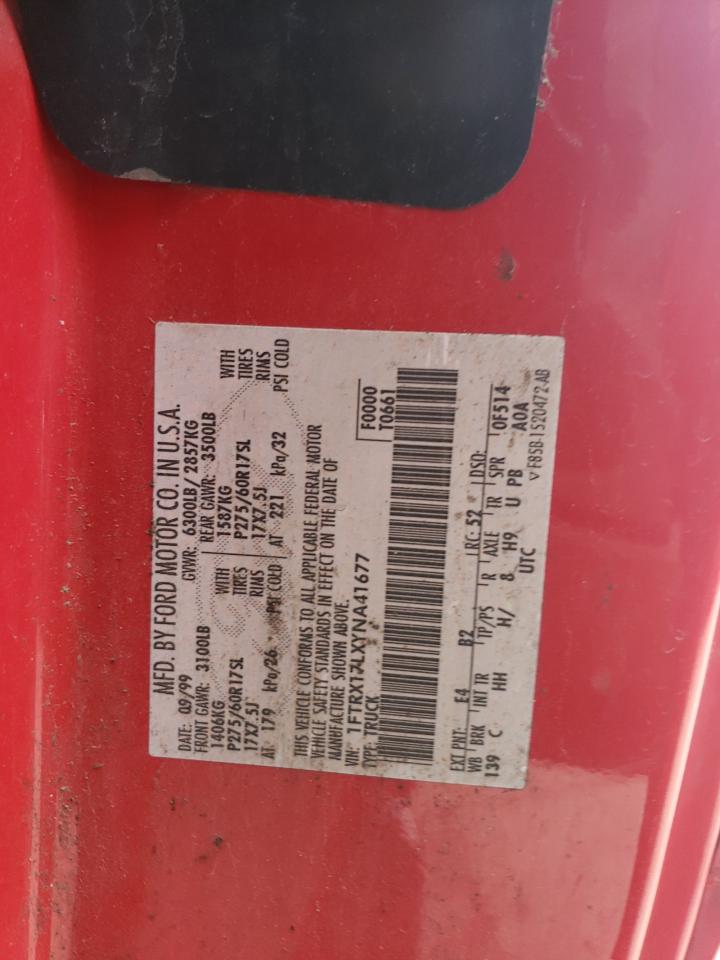 MFD. BY FORD MOTOR CO. IN U.S.A.
DATE: 09/99 GVWR: 6300LB/ 2857KG
FRONT GAWR: 3100LB REAR GAWR: 3500LB
1406KG WITH 1587KG WITH
P275/60R17SL TIRES P275/60R17SL TIRES
17X7.5J RIMS 17X7.5J RIMS
AT 179 kPa/26 PSI COLD AT 221 kPa/32 PSI COLD
THIS VEHICLE CONFORMS TO ALL APPLICABLE FEDERAL MOTOR
VEHICLE SAFETY STANDARDS IN EFFECT ON THE DATE OF
MANUFACTURE SHOWN ABOVE.
VIN: 1FTRX17LXYNA41677 F0000
TYPE: TRUCK T0661
EXT PNT: E4 B2 RC: 52 DSO:
WB BRK INT TR TP/PS R AXLE TR SPR 0F514
139 C HH H/ 8 H9 U PB A0A
UTC ▽F85B-1520472-AB